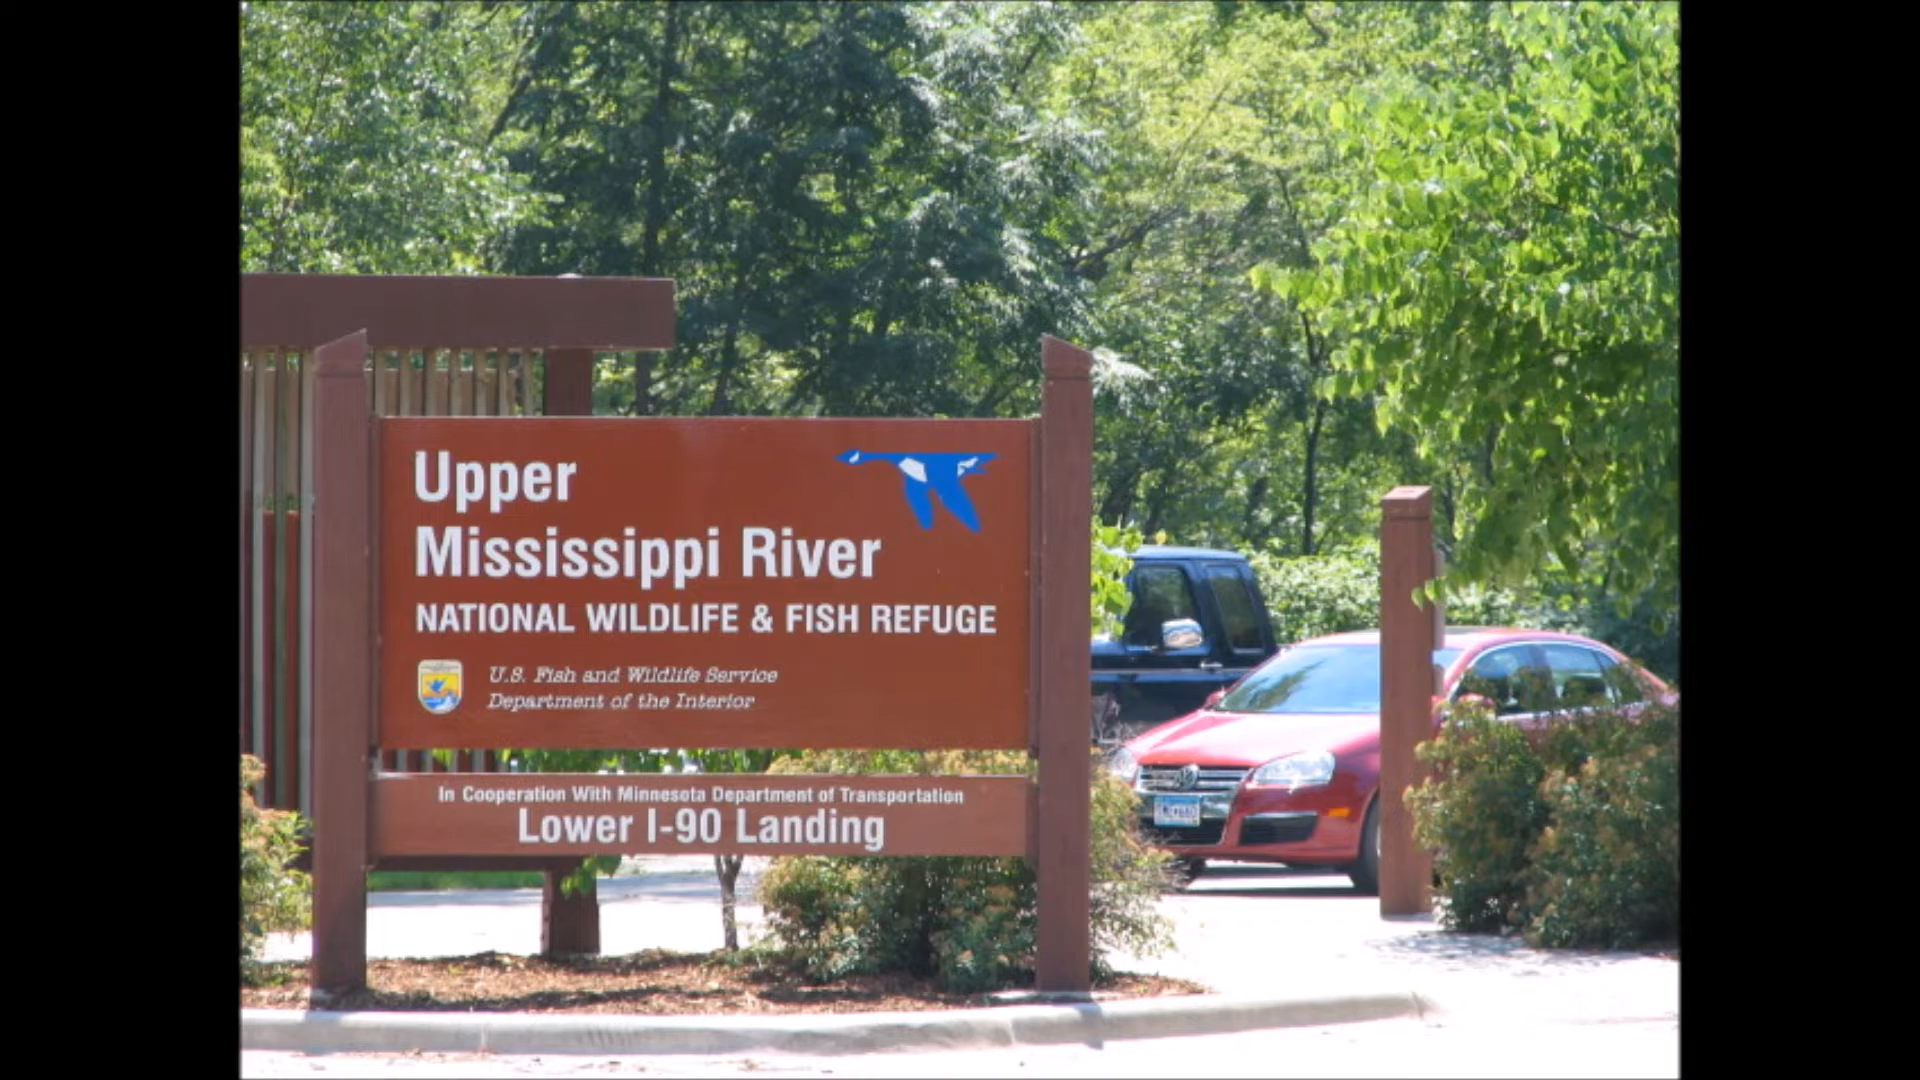 Upper
Mississippi River
NATIONAL WILDLIFE & FISH REFUGE
U.S. Fish and Wildlife Service
Department of the Interior
In Cooperation With Minnesota Department of Transportation
Lower I-90 Landing